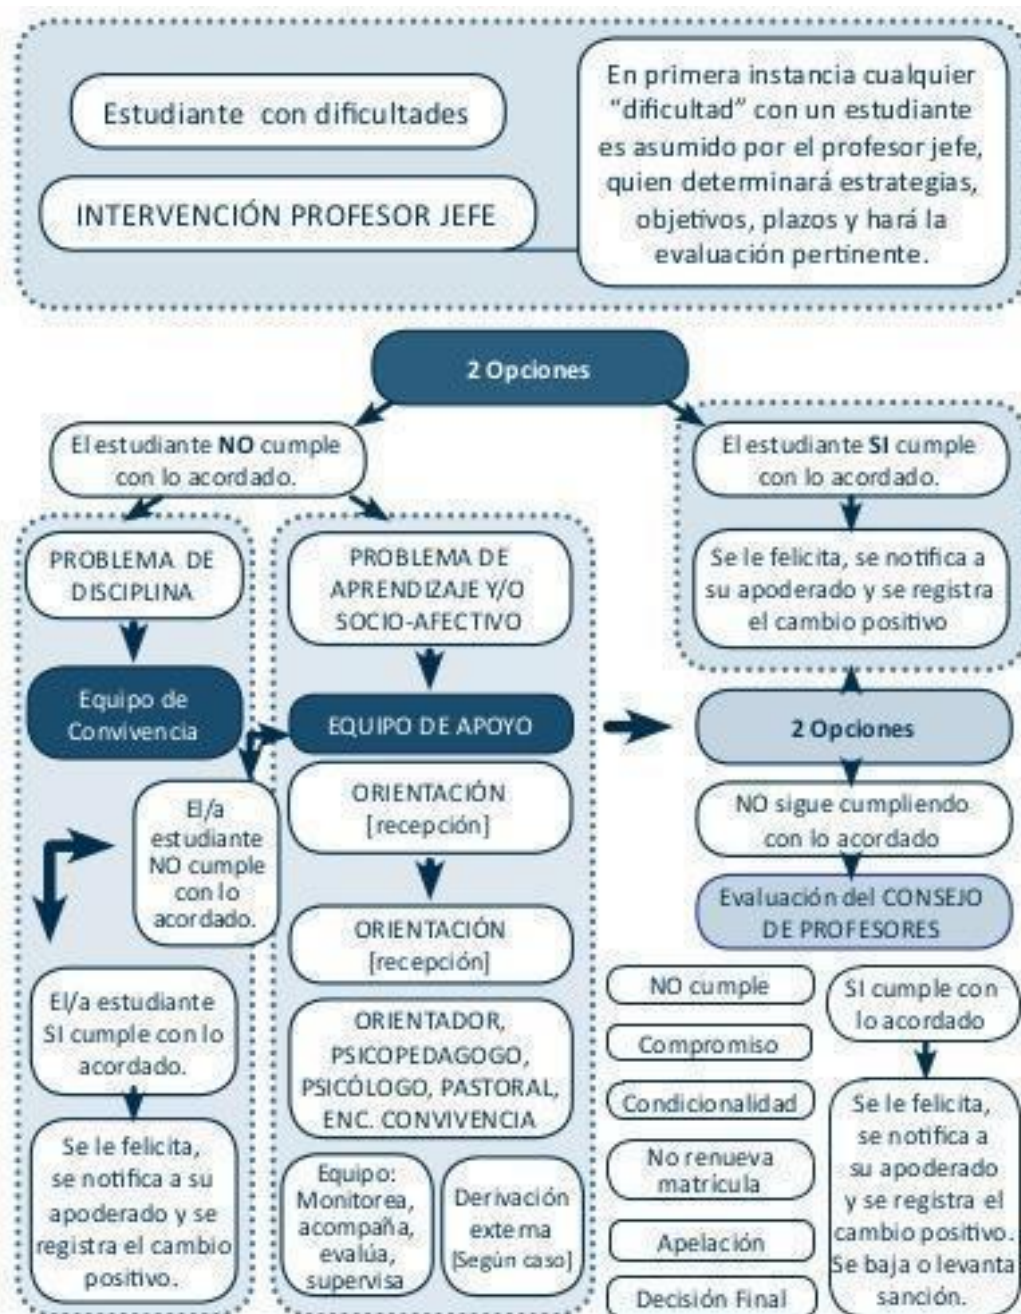 Estudiante con dificultades
INTERVENCIÓN PROFESOR JEFE
En primera instancia cualquier
“dificultad” con un estudiante
es asumido por el profesor jefe,
quien determinará estrategias,
objetivos, plazos y hará la
evaluación pertinente.
2 Opciones
El estudiante NO cumple
con lo acordado.
El estudiante SI cumple
con lo acordado.
Se le felicita, se notifica a
su apoderado y se registra
el cambio positivo
PROBLEMA DE
DISCIPLINA
Equipo de
Convivencia
El/a
estudiante
NO cumple
con lo
acordado.
El/a estudiante
SI cumple con lo
acordado.
Se le felicita,
se notifica a su
apoderado y se
registra el cambio
positivo.
PROBLEMA DE
APRENDIZAJE Y/O
SOCIO-AFECTIVO
EQUIPO DE APOYO
ORIENTACIÓN
[recepción]
ORIENTACIÓN
[recepción]
ORIENTADOR,
PSICOPEDAGOGO,
PSICÓLOGO, PASTORAL,
ENC. CONVIVENCIA
Equipo:
Monitorea,
acompaña,
evalúa,
supervisa
Derivación
externa
[Según caso]
2 Opciones
NO sigue cumpliendo
con lo acordado
Evaluación del CONSEJO
DE PROFESORES
NO cumple
Compromiso
Condicionalidad
No renueva
matrícula
Apelación
Decisión Final
SI cumple con
lo acordado
Se le felicita,
se notifica a
su apoderado
y se registra el
cambio positivo.
Se baja o levanta
sanción.